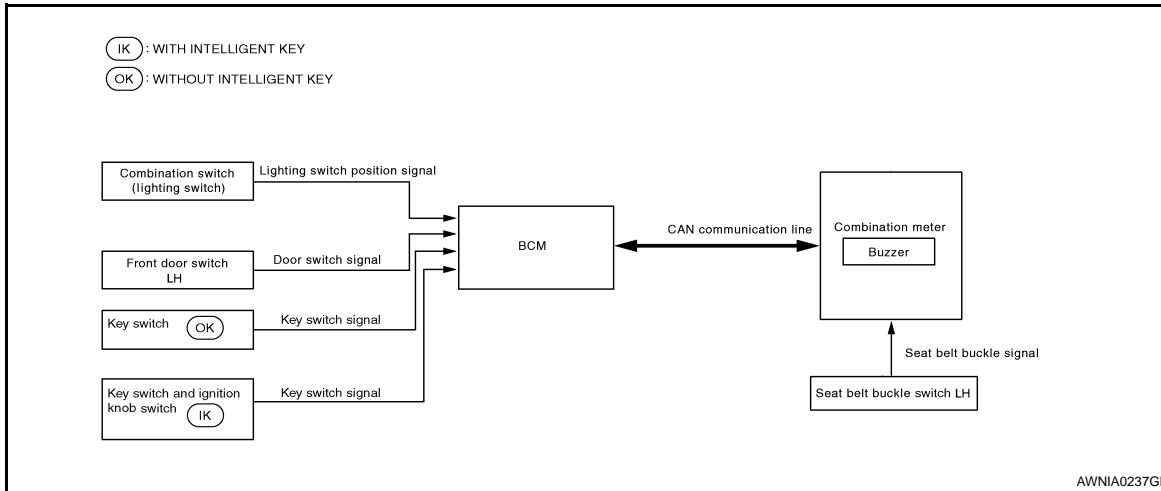 IK : WITH INTELLIGENT KEY
OK : WITHOUT INTELLIGENT KEY
Combination switch
(lighting switch)
Lighting switch position signal
Front door switch
LH
Door switch signal
Key switch OK
Key switch signal
Key switch and ignition
knob switch IK
Key switch signal
BCM
CAN communication line
Combination meter
Buzzer
Seat belt buckle signal
Seat belt buckle switch LH